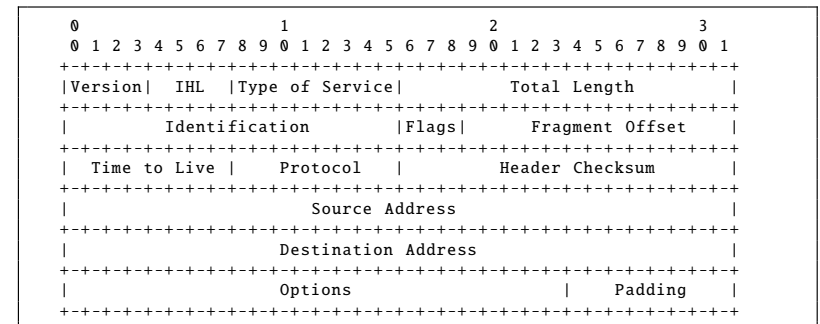 0                   1                   2                   3
 0 1 2 3 4 5 6 7 8 9 0 1 2 3 4 5 6 7 8 9 0 1 2 3 4 5 6 7 8 9 0 1
+-+-+-+-+-+-+-+-+-+-+-+-+-+-+-+-+-+-+-+-+-+-+-+-+-+-+-+-+-+-+-+-+
|Version|  IHL  |Type of Service|          Total Length         |
+-+-+-+-+-+-+-+-+-+-+-+-+-+-+-+-+-+-+-+-+-+-+-+-+-+-+-+-+-+-+-+-+
|         Identification        |Flags|      Fragment Offset    |
+-+-+-+-+-+-+-+-+-+-+-+-+-+-+-+-+-+-+-+-+-+-+-+-+-+-+-+-+-+-+-+-+
|  Time to Live |    Protocol   |         Header Checksum       |
+-+-+-+-+-+-+-+-+-+-+-+-+-+-+-+-+-+-+-+-+-+-+-+-+-+-+-+-+-+-+-+-+
|                       Source Address                          |
+-+-+-+-+-+-+-+-+-+-+-+-+-+-+-+-+-+-+-+-+-+-+-+-+-+-+-+-+-+-+-+-+
|                    Destination Address                        |
+-+-+-+-+-+-+-+-+-+-+-+-+-+-+-+-+-+-+-+-+-+-+-+-+-+-+-+-+-+-+-+-+
|                    Options                    |    Padding    |
+-+-+-+-+-+-+-+-+-+-+-+-+-+-+-+-+-+-+-+-+-+-+-+-+-+-+-+-+-+-+-+-+